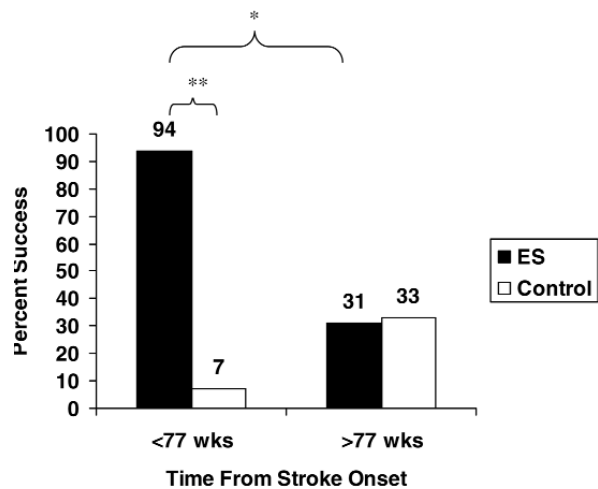 *
**
94
7
31
33
100
90
80
70
60
50
40
30
20
10
0
Percent Success
<77 wks
>77 wks
Time From Stroke Onset
ES
Control